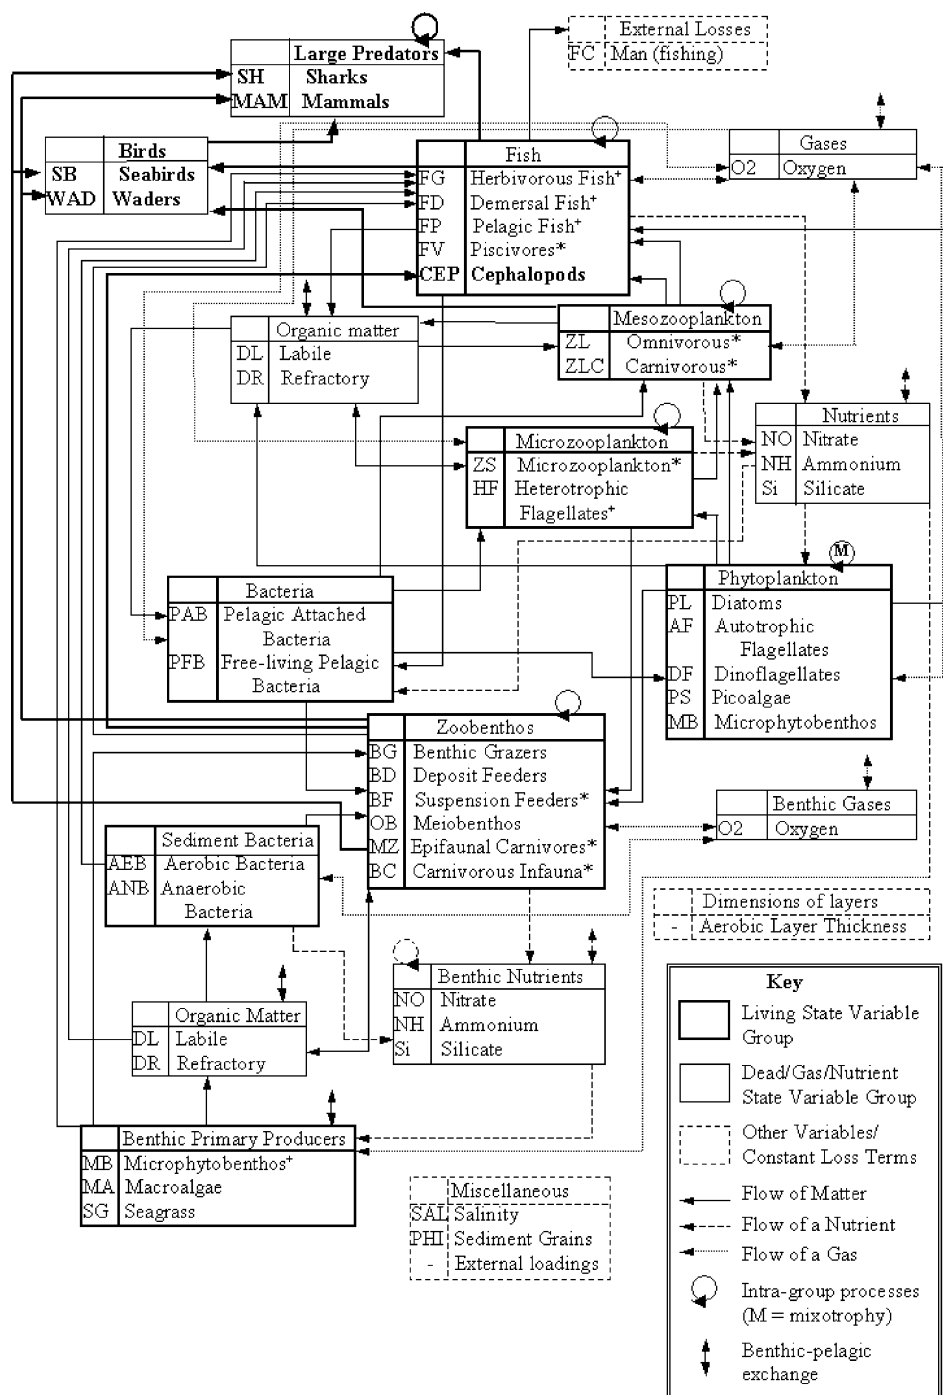 External Losses
FC Man (fishing)
Large Predators
SH Sharks
MAM Mammals
Birds
SB Seabirds
WAD Waders
Fish
FG Herbivorous Fish+
FD Demersal Fish+
FP Pelagic Fish+
FV Piscivores*
CEP Cephalopods
Gases
O2 Oxygen
Organic matter
DL Labile
DR Refractory
Mesozooplankton
ZL Omnivorous*
ZLC Carnivorous*
Nutrients
NO Nitrate
NH Ammonium
Si Silicate
Microzooplankton
ZS Microzooplankton*
HF Heterotrophic
Flagellates+
M
Bacteria
PAB Pelagic Attached
Bacteria
PFB Free-living Pelagic
Bacteria
Phytoplankton
PL Diatoms
AF Autotrophic
Flagellates
DF Dinoflagellates
PS Picoalgae
MB Microphytobenthos
Zoobenthos
BG Benthic Grazers
BD Deposit Feeders
BF Suspension Feeders*
OB Meiobenthos
MZ Epifaunal Carnivores*
BC Carnivorous Infauna*
Benthic Gases
O2 Oxygen
Sediment Bacteria
AEB Aerobic Bacteria
ANB Anaerobic
Bacteria
Dimensions of layers
- Aerobic Layer Thickness
Benthic Nutrients
NO Nitrate
NH Ammonium
Si Silicate
Organic Matter
DL Labile
DR Refractory
Benthic Primary Producers
MB Microphytobenthos+
MA Macroalgae
SG Seagrass
Miscellaneous
SAL Salinity
PHI Sediment Grains
- External loadings
Key
Living State Variable
Group
Dead/Gas/Nutrient
State Variable Group
Other Variables/
Constant Loss Terms
Flow of Matter
Flow of a Nutrient
Flow of a Gas
Intra-group processes
(M = mixotrophy)
Benthic-pelagic
exchange